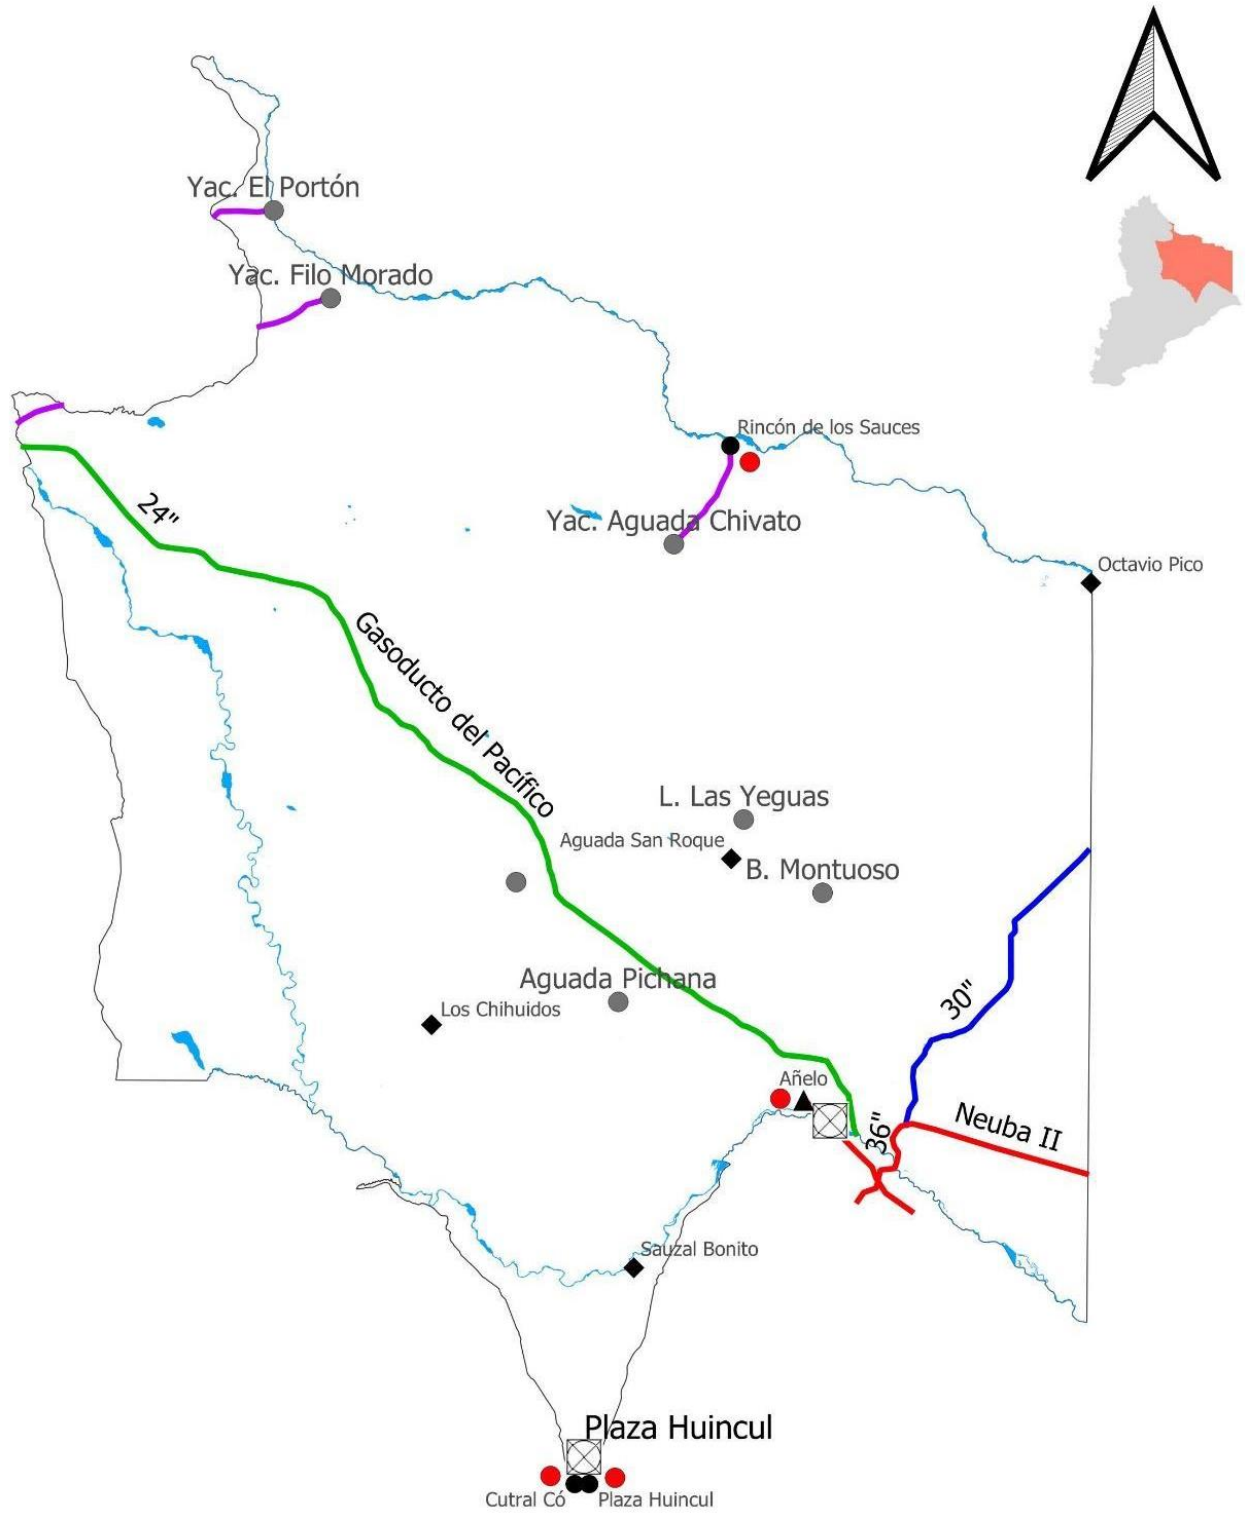 Yac. El Portón
Yac. Filo Morado
Rincón de los Sauces
24"
Yac. Aguada Chivato
Octavio Pico
Gasoducto del Pacífico
L. Las Yeguas
Aguada San Roque
B. Montuoso
Aguada Pichana
30"
Los Chihuidos
Añelo
36"
Neuba II
Sauzal Bonito
Plaza Huincul
Cutral Có
Plaza Huincul